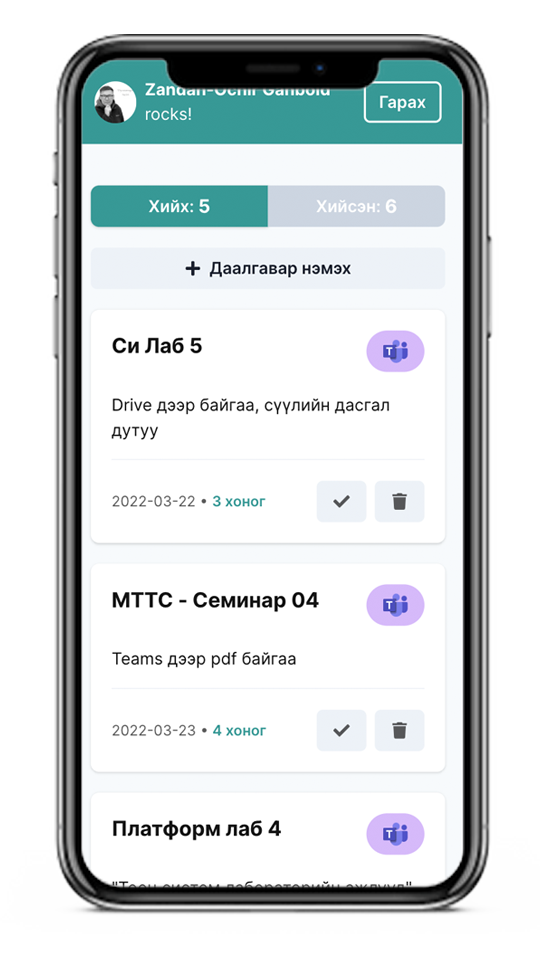 Zandan-Ochir Ganbold
rocks!
Гарах
Хийх: 5
Хийсэн: 6
+ Даалгавар нэмэх
Си Лаб 5
Drive дээр байгаа, сүүлийн дасгал
дутуу
2022-03-22 • 3 хоног
МТТС - Семинар 04
Teams дээр pdf байгаа
2022-03-23 • 4 хоног
Платформ лаб 4